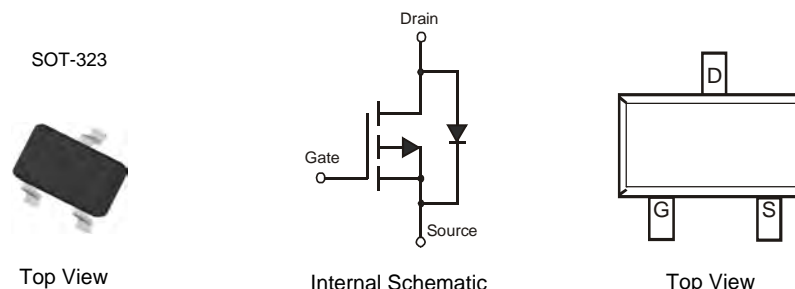 SOT-323
Top View
Drain
Gate
Source
Internal Schematic
D
G
S
Top View